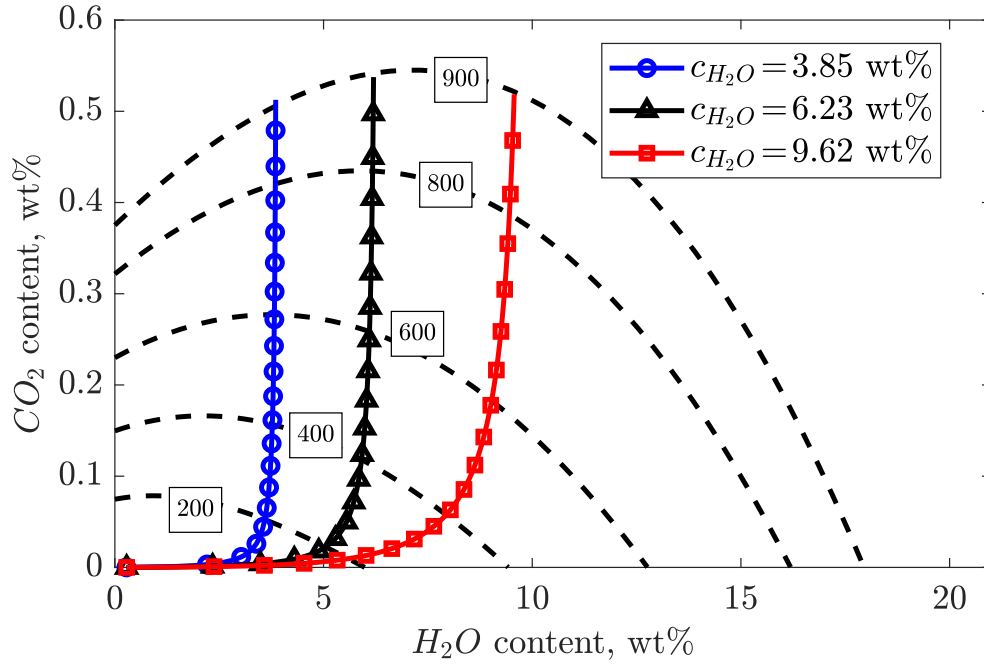 0.6
0.5
0.4
0.3
0.2
0.1
0
CO2 content, wt%
900
800
600
400
200
cH2O=3.85 wt%
cH2O=6.23 wt%
cH2O=9.62 wt%
0 5 10 15 20
H2O content, wt%